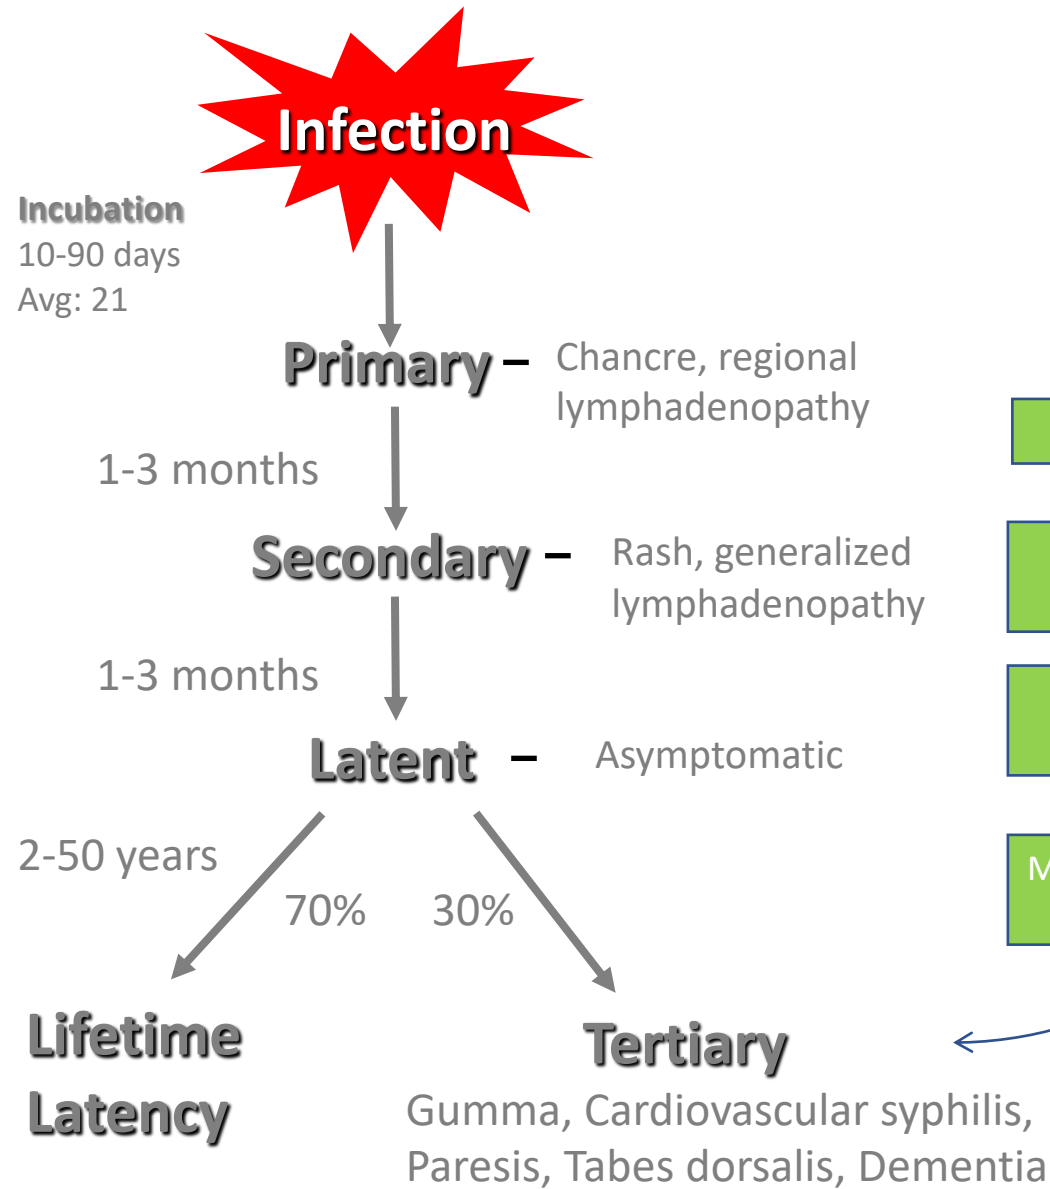 Infection
Incubation
10-90 days
Avg: 21
Primary – Chancre, regional
lymphadenopathy
1-3 months
Secondary – Rash, generalized
lymphadenopathy
1-3 months
Latent – Asymptomatic
2-50 years
70% 30%
M
Lifetime
Latency
Tertiary
Gumma, Cardiovascular syphilis,
Paresis, Tabes dorsalis, Dementia